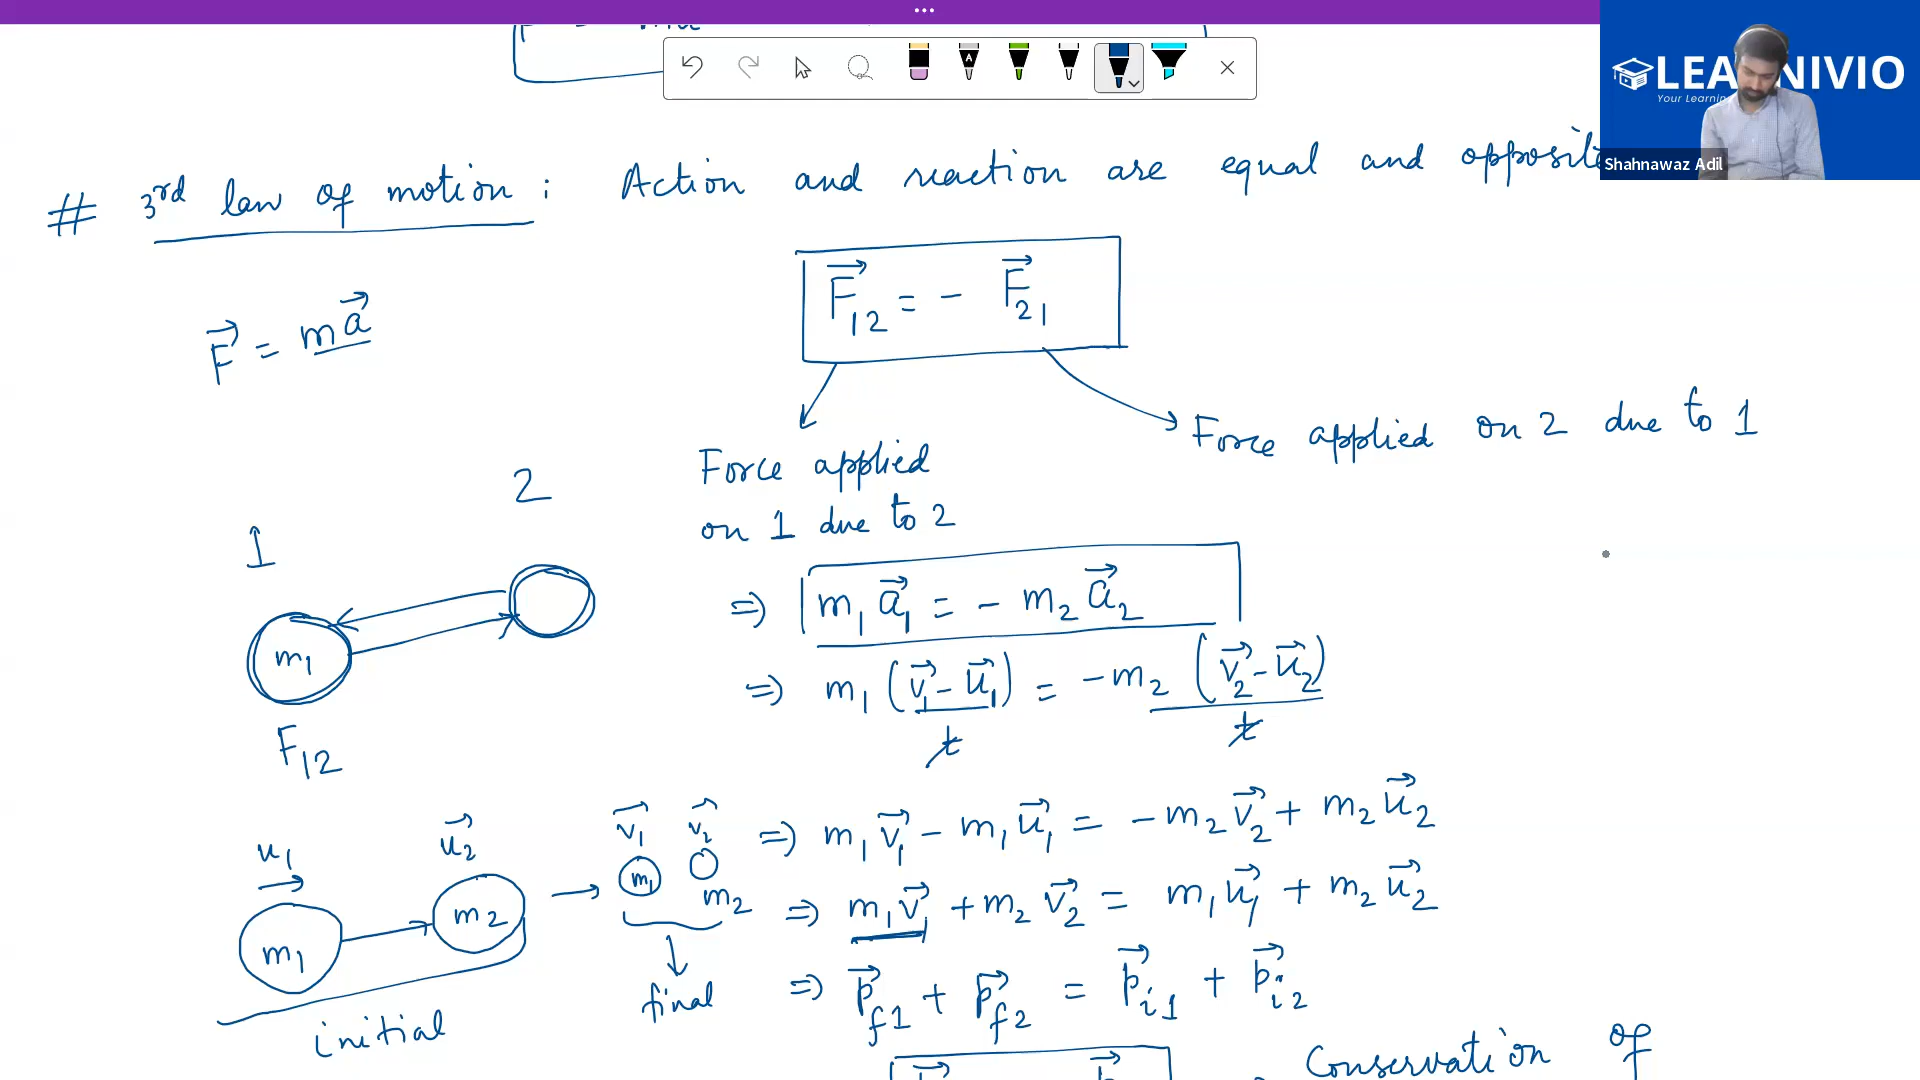 LEARNIVIO
Shahnawaz Adil
# 3rd law of motion : Action and reaction are equal and opposite
F⃗ = ma⃗
F⃗12 = - F⃗21
Force applied on 2 due to 1
Force applied
on 1 due to 2
1
2
m1
F12
⇒ m1 a⃗1 = - m2 a⃗2
⇒ m1 (v⃗1 - u⃗1)/t = -m2 (v⃗2 - u⃗2)/t
u1 u⃗2 v⃗1 v⃗2
m1 m2 → m1 m2
initial
final
⇒ m1 v⃗1 - m1 u⃗1 = - m2 v⃗2 + m2 u⃗2
⇒ m1 v⃗1 + m2 v⃗2 = m1 u⃗1 + m2 u⃗2
⇒ p⃗f1 + p⃗f2 = p⃗i1 + p⃗i2
Conservation of